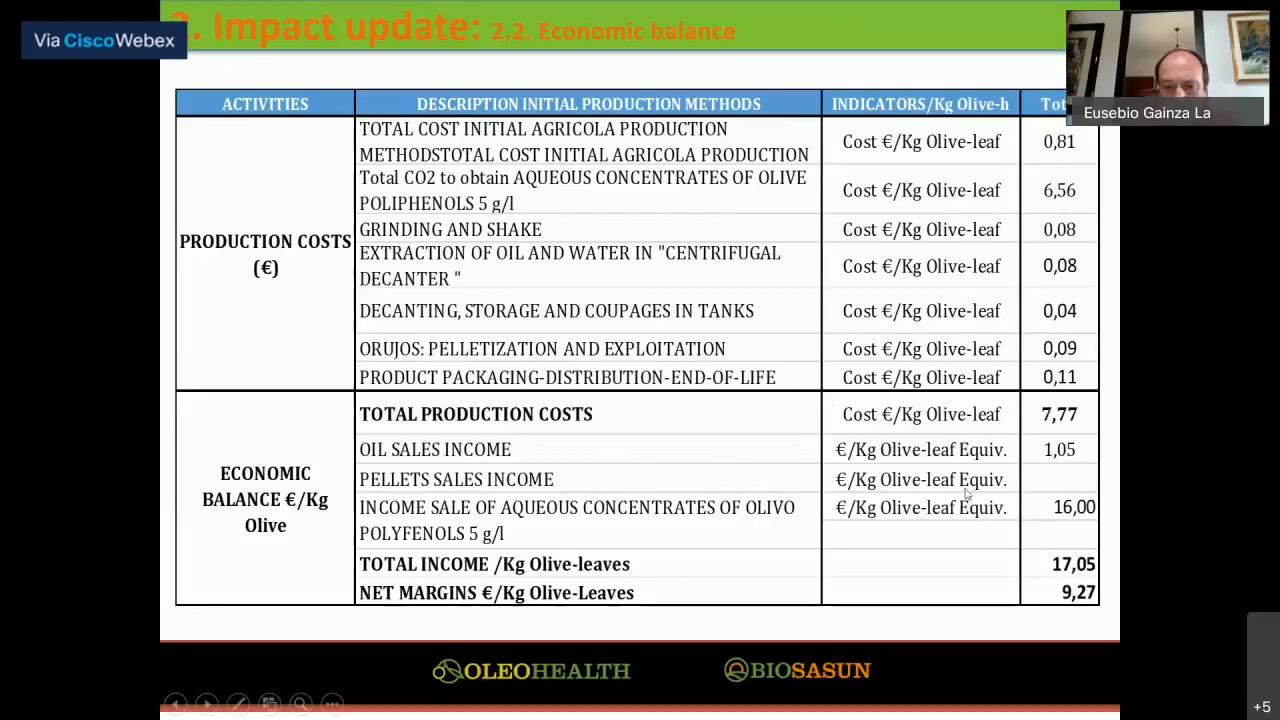 2. Impact update: 2.2. Economic balance
Via CiscoWebex
Eusebio Gainza La
ACTIVITIES DESCRIPTION INITIAL PRODUCTION METHODS INDICATORS/Kg Olive-h
PRODUCTION COSTS
(€)
TOTAL COST INITIAL AGRICOLA PRODUCTION
METHODSTOTAL COST INITIAL AGRICOLA PRODUCTION Cost €/Kg Olive-leaf 0,81
Total CO2 to obtain AQUEOUS CONCENTRATES OF OLIVE
POLIPHENOLS 5 g/l Cost €/Kg Olive-leaf 6,56
GRINDING AND SHAKE Cost €/Kg Olive-leaf 0,08
EXTRACTION OF OIL AND WATER IN "CENTRIFUGAL
DECANTER " Cost €/Kg Olive-leaf 0,08
DECANTING, STORAGE AND COUPAGES IN TANKS Cost €/Kg Olive-leaf 0,04
ORUJOS: PELLETIZATION AND EXPLOITATION Cost €/Kg Olive-leaf 0,09
PRODUCT PACKAGING-DISTRIBUTION-END-OF-LIFE Cost €/Kg Olive-leaf 0,11
ECONOMIC
BALANCE €/Kg
Olive
TOTAL PRODUCTION COSTS Cost €/Kg Olive-leaf 7,77
OIL SALES INCOME €/Kg Olive-leaf Equiv. 1,05
PELLETS SALES INCOME €/Kg Olive-leaf Equiv.
INCOME SALE OF AQUEOUS CONCENTRATES OF OLIVO
POLYFENOLS 5 g/l €/Kg Olive-leaf Equiv. 16,00
TOTAL INCOME /Kg Olive-leaves 17,05
NET MARGINS €/Kg Olive-Leaves 9,27
OLEOHEALTH
BIOSASUN
+5